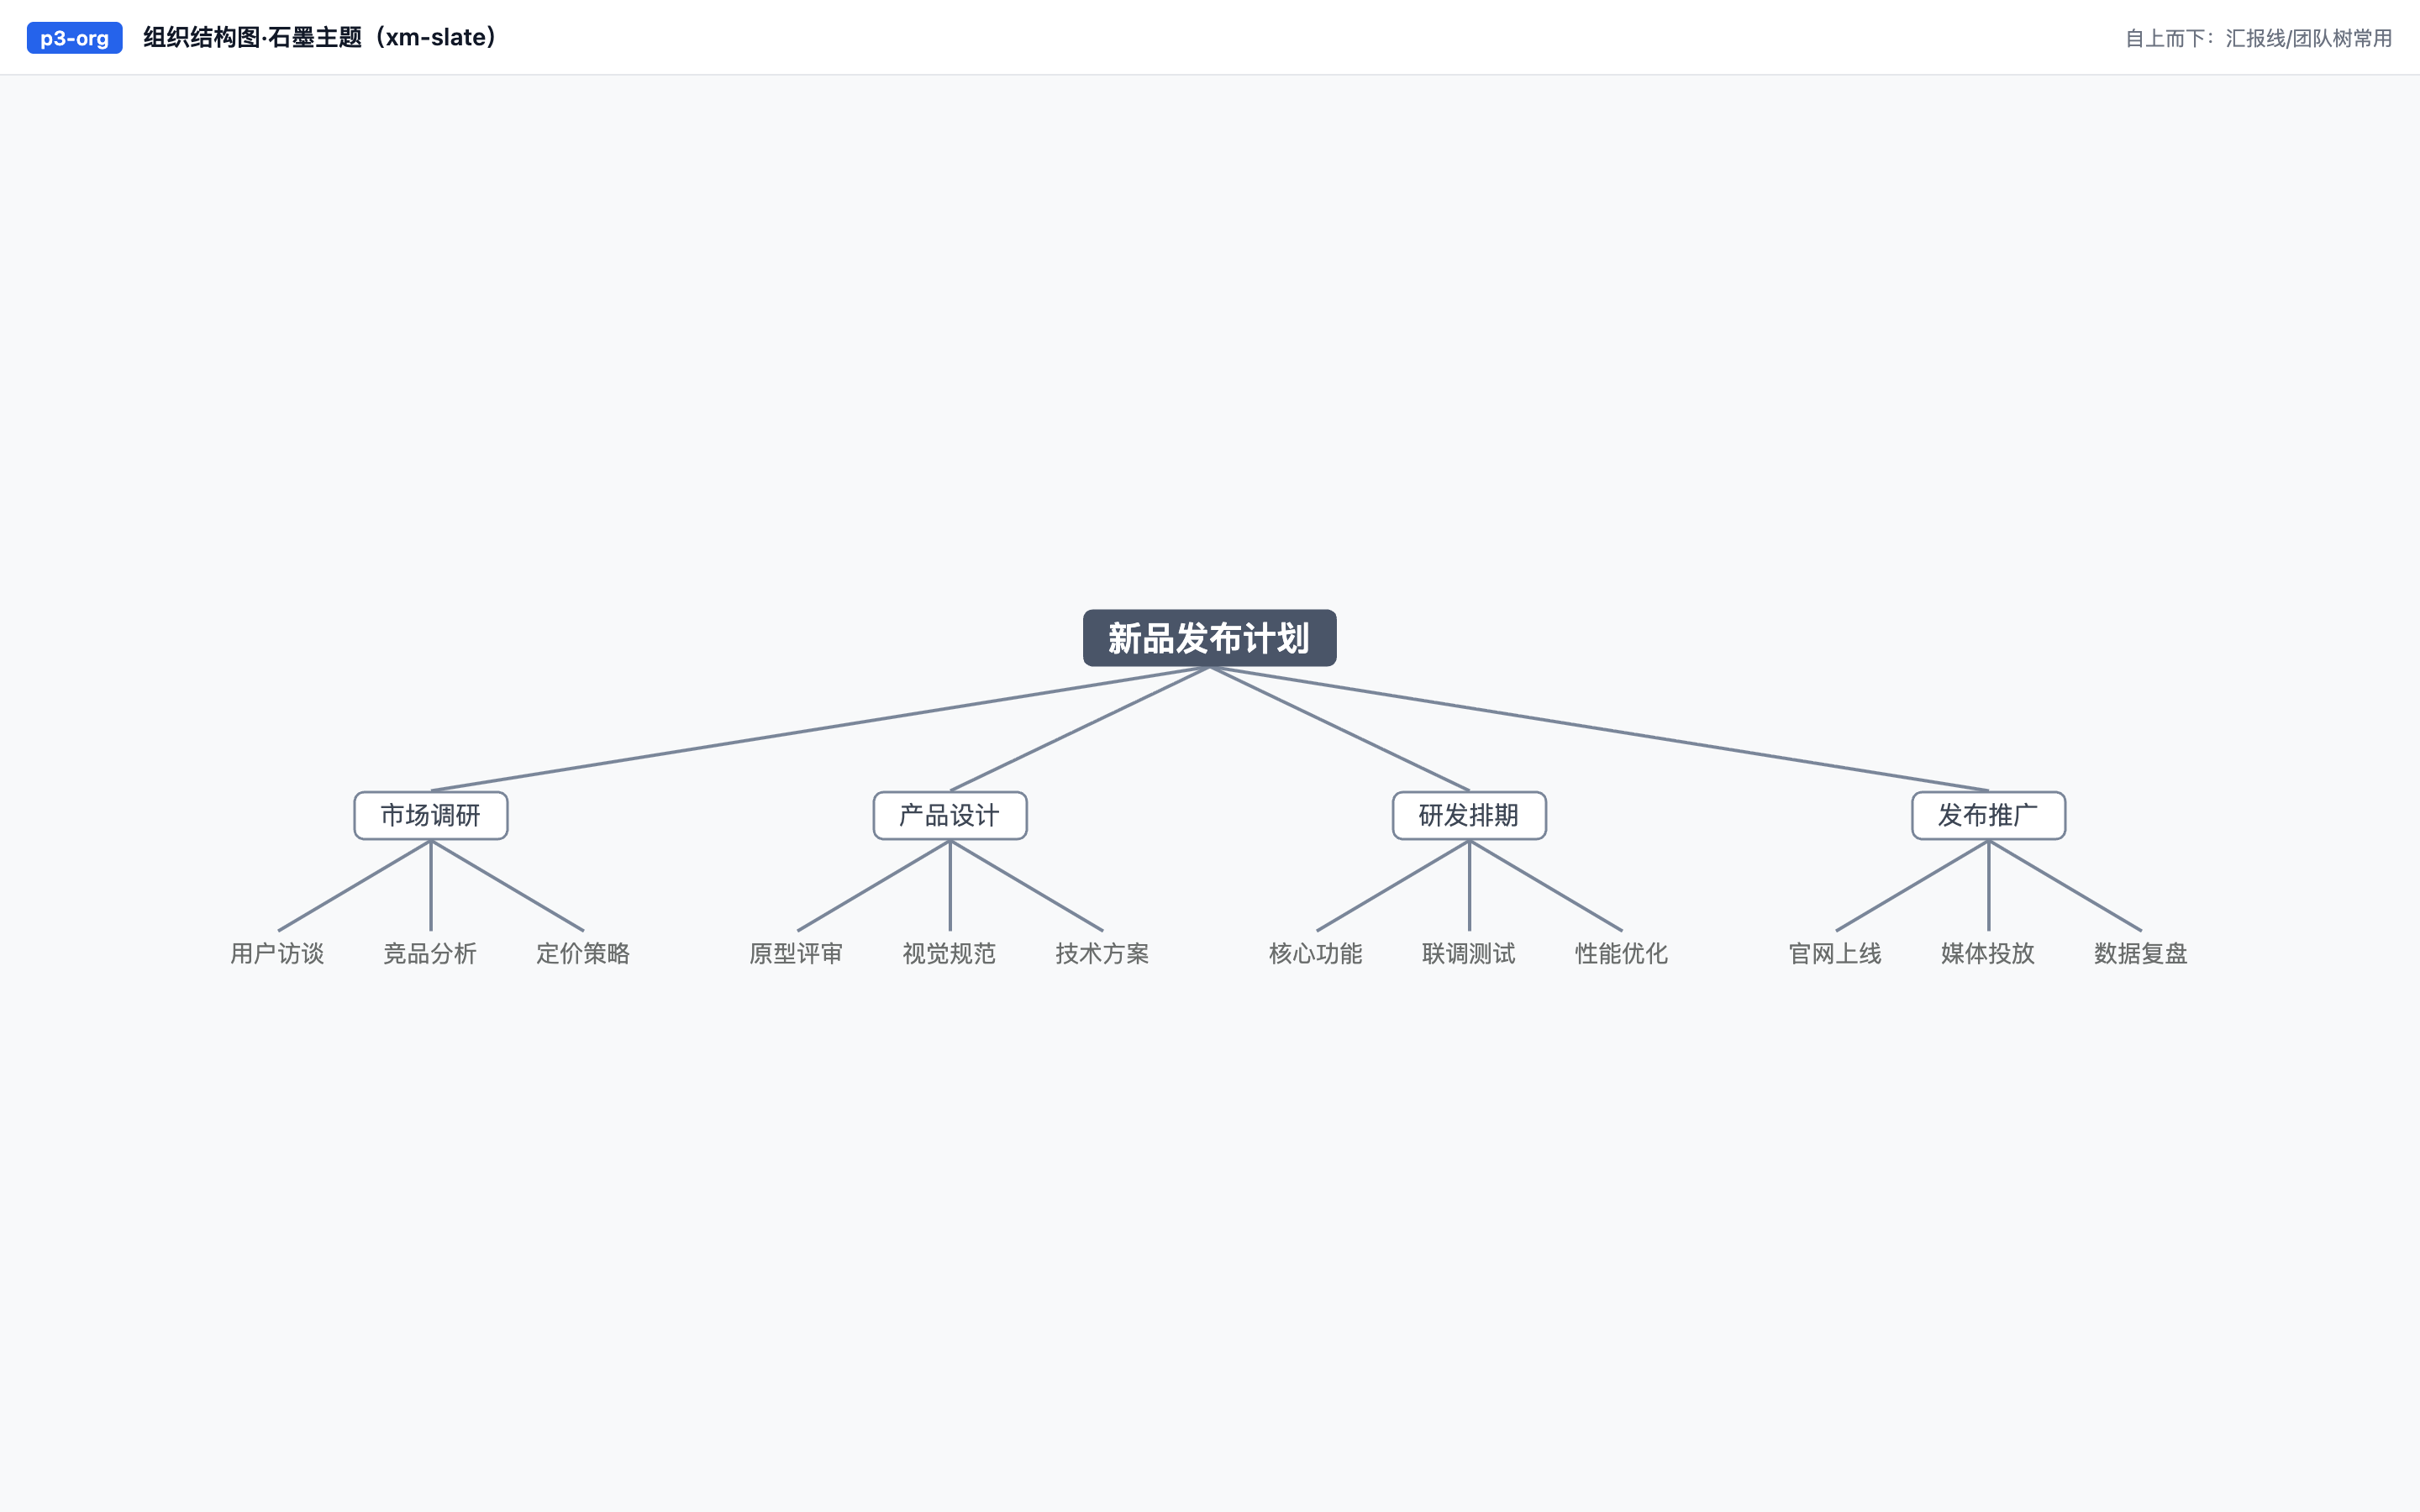 p3-org
组织结构图·石墨主题（xm-slate）
自上而下：汇报线/团队树常用
新品发布计划
市场调研
产品设计
研发排期
发布推广
用户访谈
竞品分析
定价策略
原型评审
视觉规范
技术方案
核心功能
联调测试
性能优化
官网上线
媒体投放
数据复盘